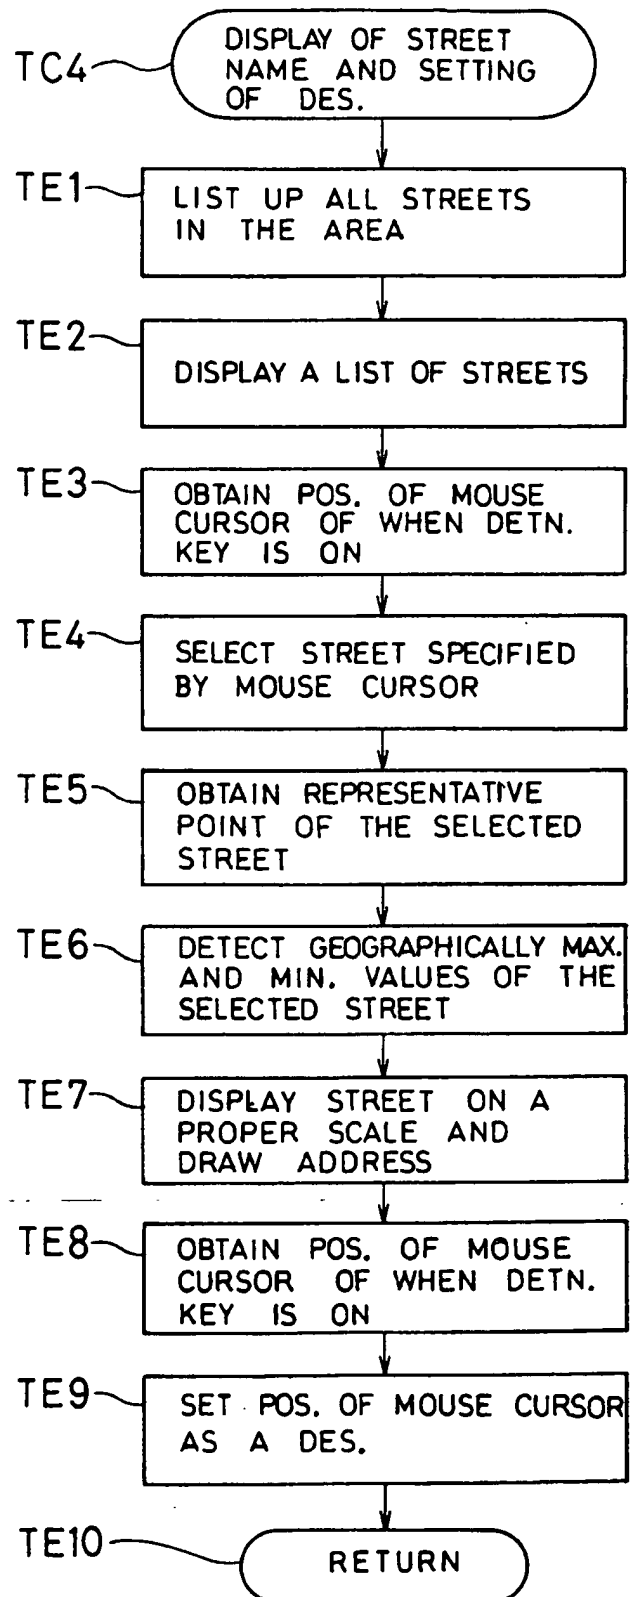 TC4
DISPLAY OF STREET
NAME AND SETTING
OF DES.
TE1
LIST UP ALL STREETS
IN THE AREA
TE2
DISPLAY A LIST OF STREETS
TE3
OBTAIN POS. OF MOUSE
CURSOR OF WHEN DETN.
KEY IS ON
TE4
SELECT STREET SPECIFIED
BY MOUSE CURSOR
TE5
OBTAIN REPRESENTATIVE
POINT OF THE SELECTED
STREET
TE6
DETECT GEOGRAPHICALLY MAX.
AND MIN. VALUES OF THE
SELECTED STREET
TE7
DISPLAY STREET ON A
PROPER SCALE AND
DRAW ADDRESS
TE8
OBTAIN POS. OF MOUSE
CURSOR OF WHEN DETN.
KEY IS ON
TE9
SET POS. OF MOUSE CURSOR
AS A DES.
TE10
RETURN